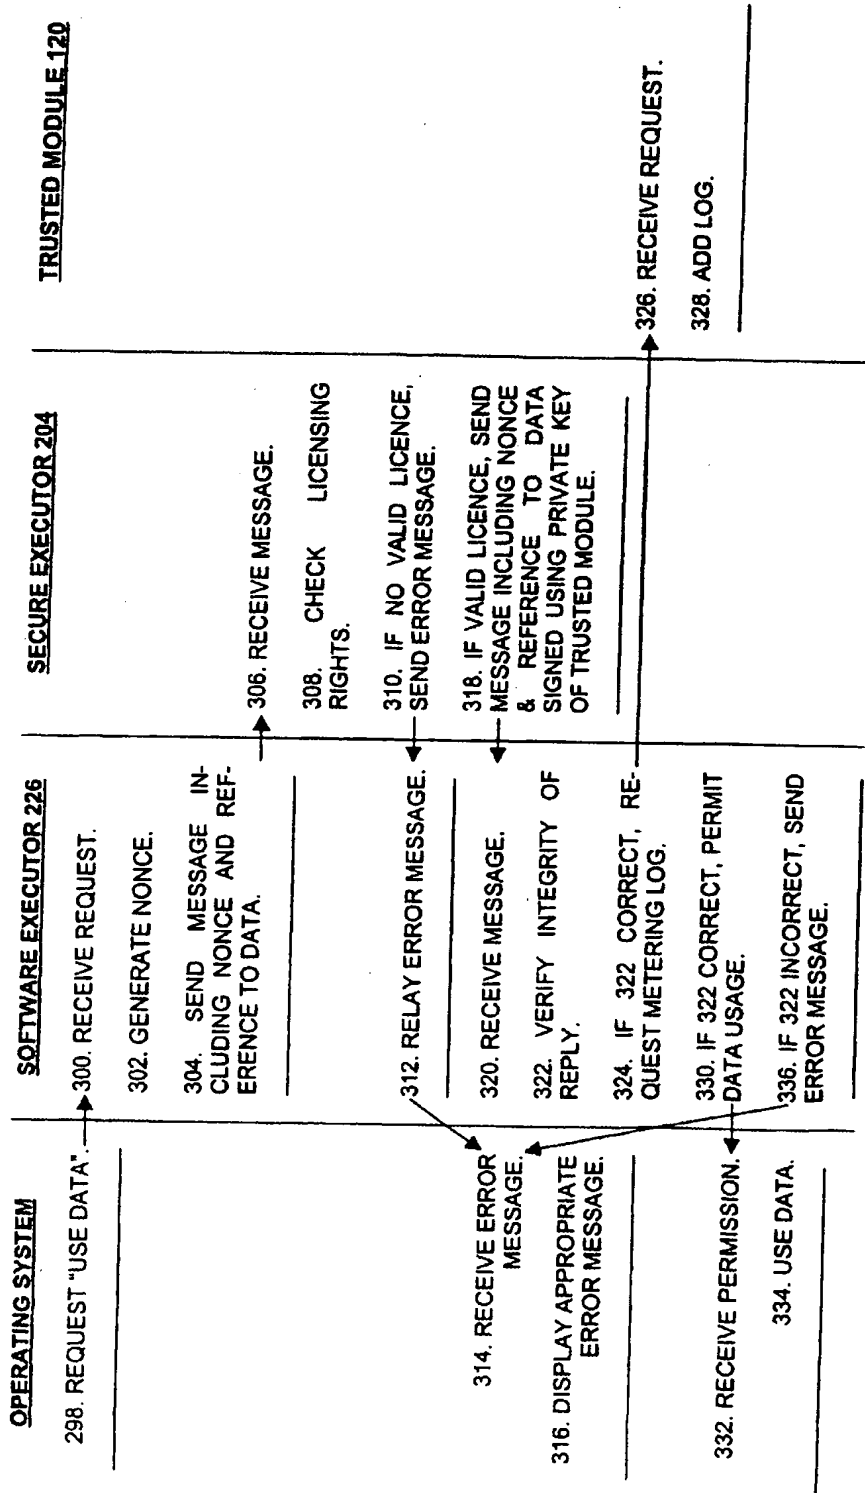 OPERATING SYSTEM
298. REQUEST "USE DATA".
314. RECEIVE ERROR
MESSAGE.
316. DISPLAY APPROPRIATE
ERROR MESSAGE.
332. RECEIVE PERMISSION.
334. USE DATA.
SOFTWARE EXECUTOR 226
300. RECEIVE REQUEST.
302. GENERATE NONCE.
304. SEND MESSAGE IN-
CLUDING NONCE AND REF-
ERENCE TO DATA.
312. RELAY ERROR MESSAGE.
320. RECEIVE MESSAGE.
322. VERIFY INTEGRITY OF
REPLY.
324. IF 322 CORRECT, RE-
QUEST METERING LOG.
330. IF 322 CORRECT, PERMIT
DATA USAGE.
336. IF 322 INCORRECT, SEND
ERROR MESSAGE.
SECURE EXECUTOR 204
306. RECEIVE MESSAGE.
308. CHECK LICENSING
RIGHTS.
310. IF NO VALID LICENCE,
SEND ERROR MESSAGE.
318. IF VALID LICENCE, SEND
MESSAGE INCLUDING NONCE
& REFERENCE TO DATA
SIGNED USING PRIVATE KEY
OF TRUSTED MODULE.
TRUSTED MODULE 120
326. RECEIVE REQUEST.
328. ADD LOG.